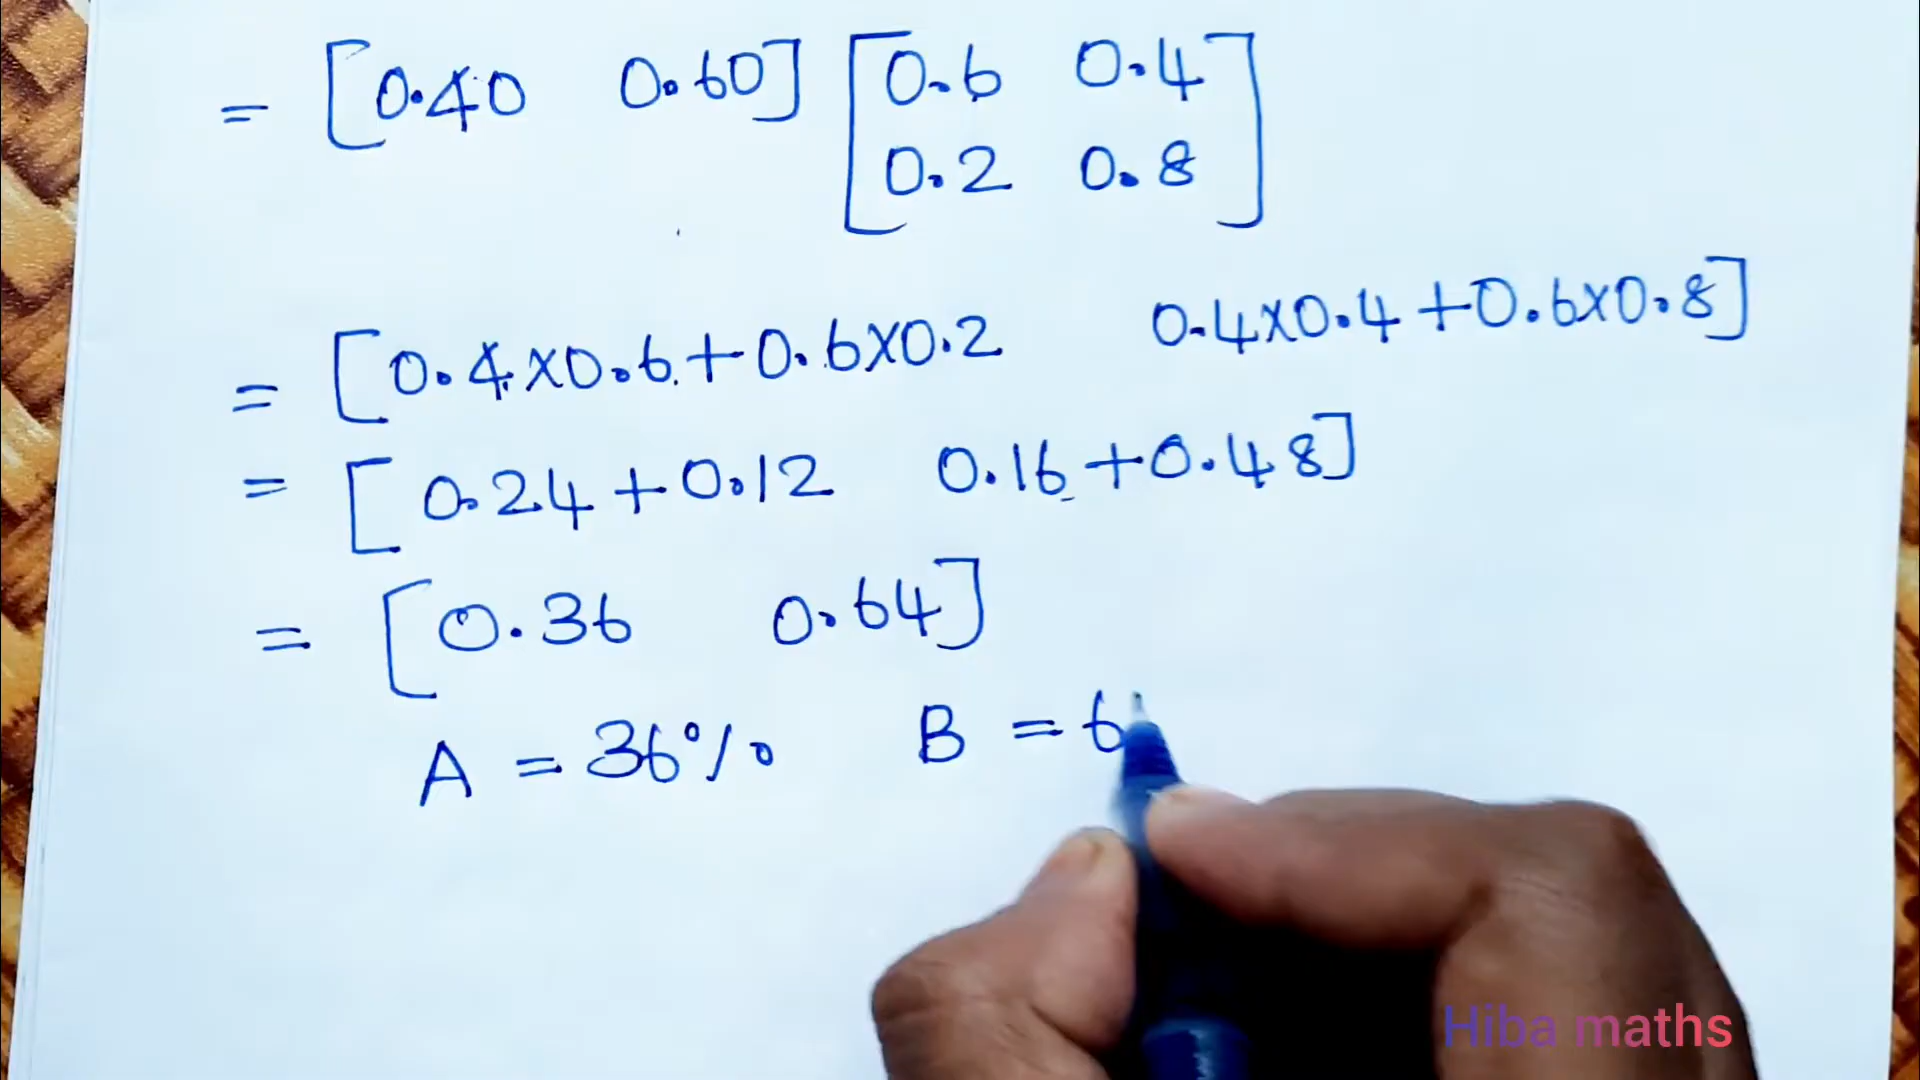 = [0.40 0.60] [0.6 0.4
0.2 0.8]
= [0.4×0.6+0.6×0.2 0.4×0.4+0.6×0.8]
= [0.24+0.12 0.16+0.48]
= [0.36 0.64]
A = 36% B = 6
Hiba maths